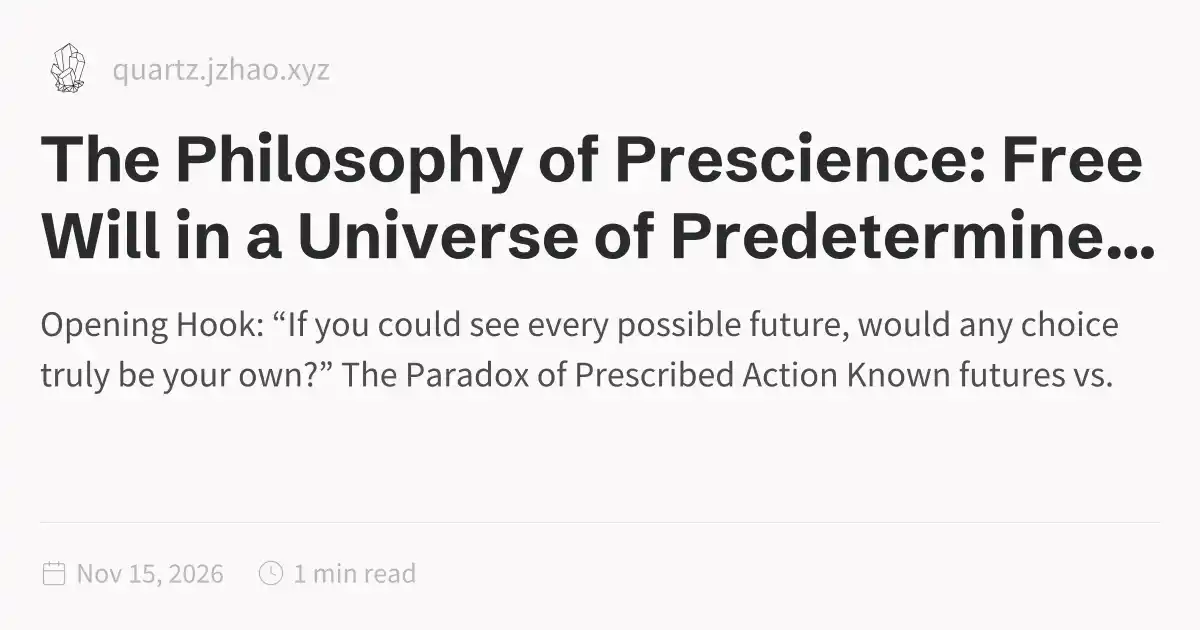 quartz.jzhao.xyz
The Philosophy of Prescience: Free
Will in a Universe of Predetermine...
Opening Hook: “If you could see every possible future, would any choice
truly be your own?” The Paradox of Prescribed Action Known futures vs.
Nov 15, 2026 1 min read